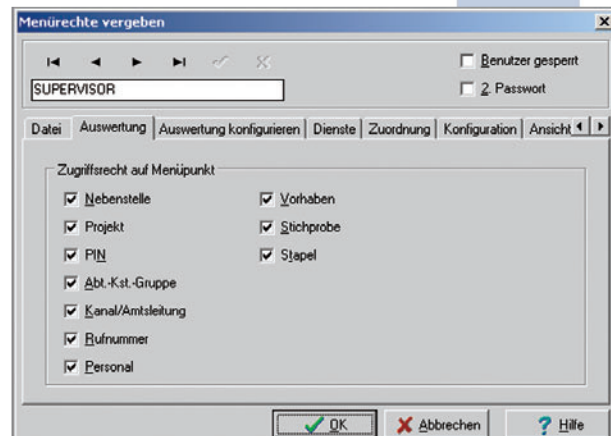 Menürechte vergeben
Benutzer gesperrt
SUPERVISOR
2. Passwort
Datei Auswertung Auswertung konfigurieren Dienste Zuordnung Konfiguration Ansicht
Zugriffsrecht auf Menüpunkt
Nebenstelle Vorhaben
Projekt Stichprobe
PIN Stapel
Abt.-Kst.-Gruppe
Kanal/Amtsleitung
Rufnummer
Personal
OK Abbrechen ? Hilfe